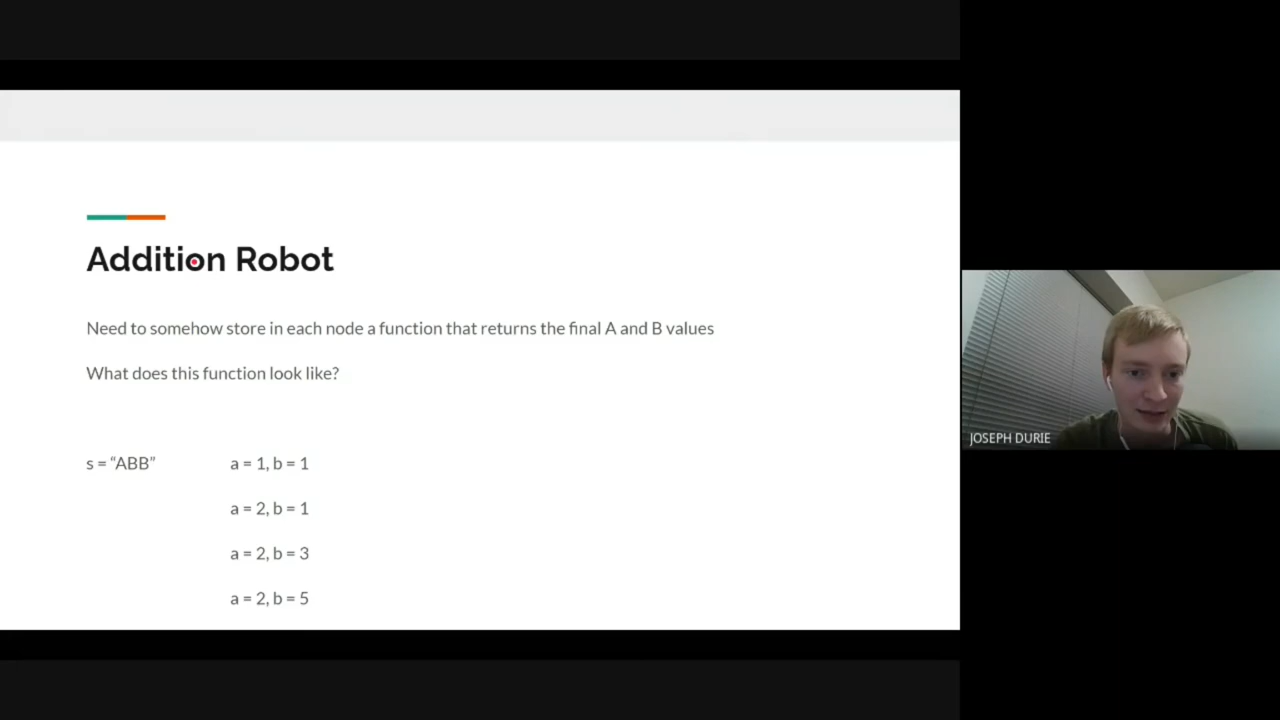 Addition Robot
Need to somehow store in each node a function that returns the final A and B values
What does this function look like?
s = “ABB” a = 1, b = 1
a = 2, b = 1
a = 2, b = 3
a = 2, b = 5
JOSEPH DURIE